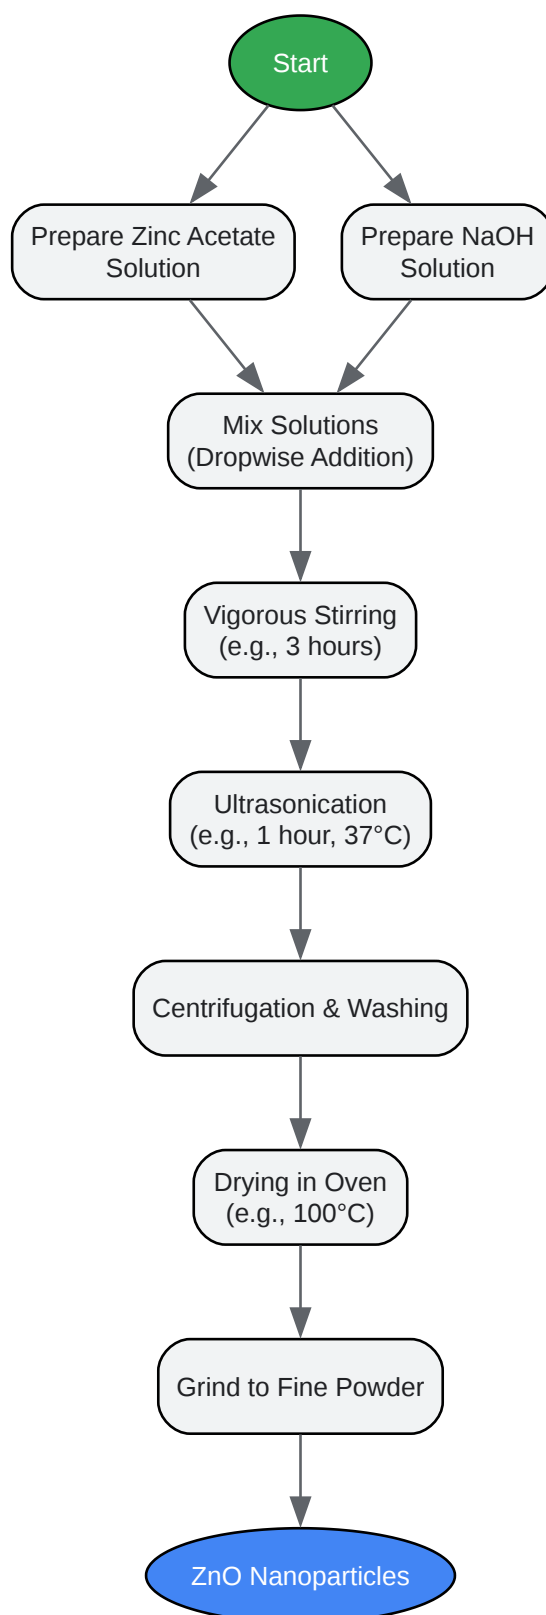 Start
Prepare Zinc Acetate
Solution
Prepare NaOH
Solution
Mix Solutions
(Dropwise Addition)
Vigorous Stirring
(e.g., 3 hours)
Ultrasonication
(e.g., 1 hour, 37°C)
Centrifugation & Washing
Drying in Oven
(e.g., 100°C)
Grind to Fine Powder
ZnO Nanoparticles